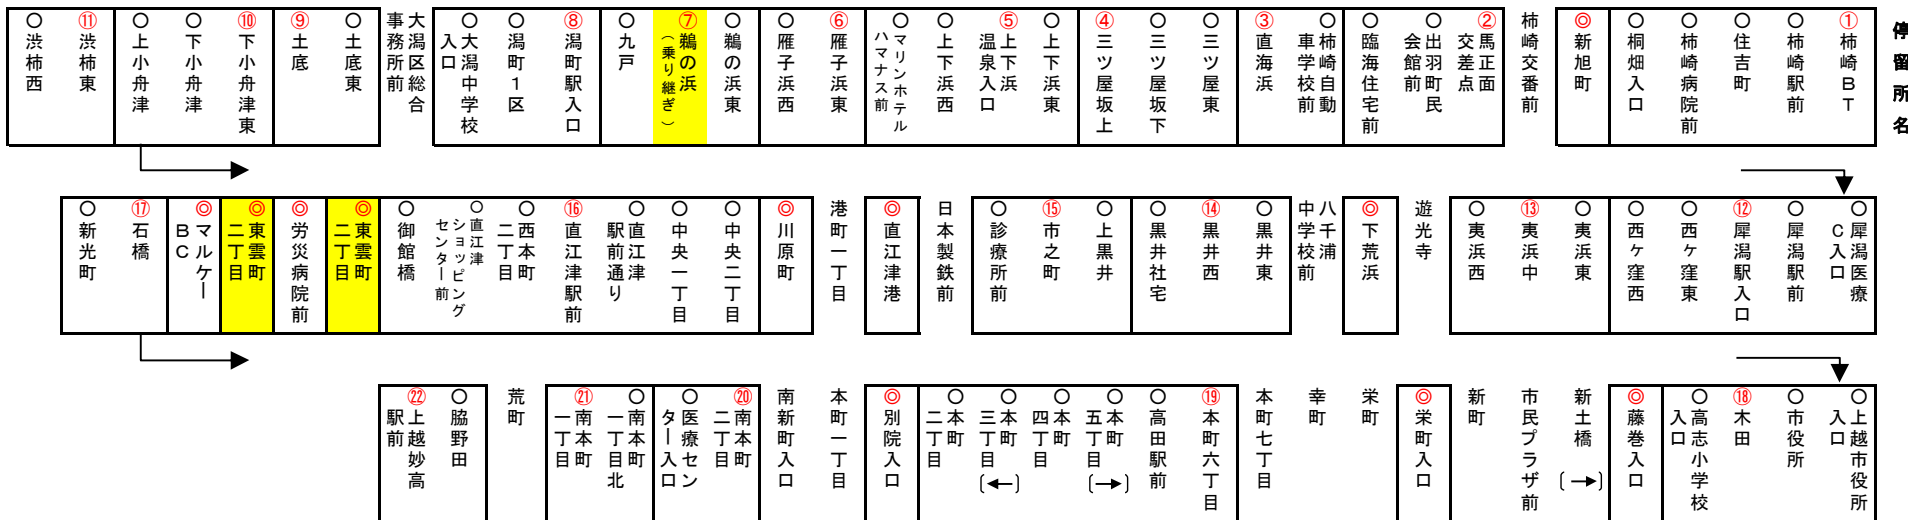 停留所名
①柿崎BT
○柿崎駅前
○住吉町
○柿崎病院前
○桐畑入口
◎新旭町
柿崎交番前
②馬正面交差点
○出羽町民会館前
○臨海住宅前
○柿崎自動車学校前
③直海浜
○三ツ屋東
○三ツ屋坂下
④三ツ屋坂上
○上下浜東
⑤上下浜温泉入口
○上下浜西
○マリンホテルハマナス前
⑥雁子浜東
○雁子浜西
○鵜の浜東
⑦鵜の浜(乗り継ぎ)
○九戸
⑧潟町駅入口
○潟町1区
○大潟中学校入口
大潟区総合事務所前
○土底東
⑨土底
⑩下小舟津東
○下小舟津
○上小舟津
⑪渋柿東
○渋柿西
○犀潟医療C入口
○犀潟駅前
⑫犀潟駅入口
○西ケ窪東
○西ケ窪西
○夷浜東
⑬夷浜中
○夷浜西
遊光寺
◎下荒浜
八千浦中学校前
○黒井東
⑭黒井西
○黒井社宅
○上黒井
⑮市之町
○診療所前
日本製鉄前
◎直江津港
港町一丁目
◎川原町
○中央二丁目
○中央一丁目
○直江津駅前通り
⑯直江津駅前
○西本町二丁目
○直江津ショッピングセンター前
○御館橋
◎東雲町二丁目
◎労災病院前
◎東雲町二丁目
◎マルケーBC
⑰石橋
○新光町
○上越市役所入口
○市役所
⑱木田
○高志小学校入口
◎藤巻入口
新土橋(→)
市民プラザ前
新町
◎栄町入口
栄町
幸町
本町七丁目
⑲本町六丁目
○高田駅前
○本町五丁目(→)
○本町四丁目
○本町三丁目(←)
○本町二丁目
◎別院入口
本町一丁目
南新町入口
⑳南本町二丁目
○医療センター入口
○南本町一丁目北
㉑南本町一丁目
荒町
○脇野田
㉒上越妙高駅前